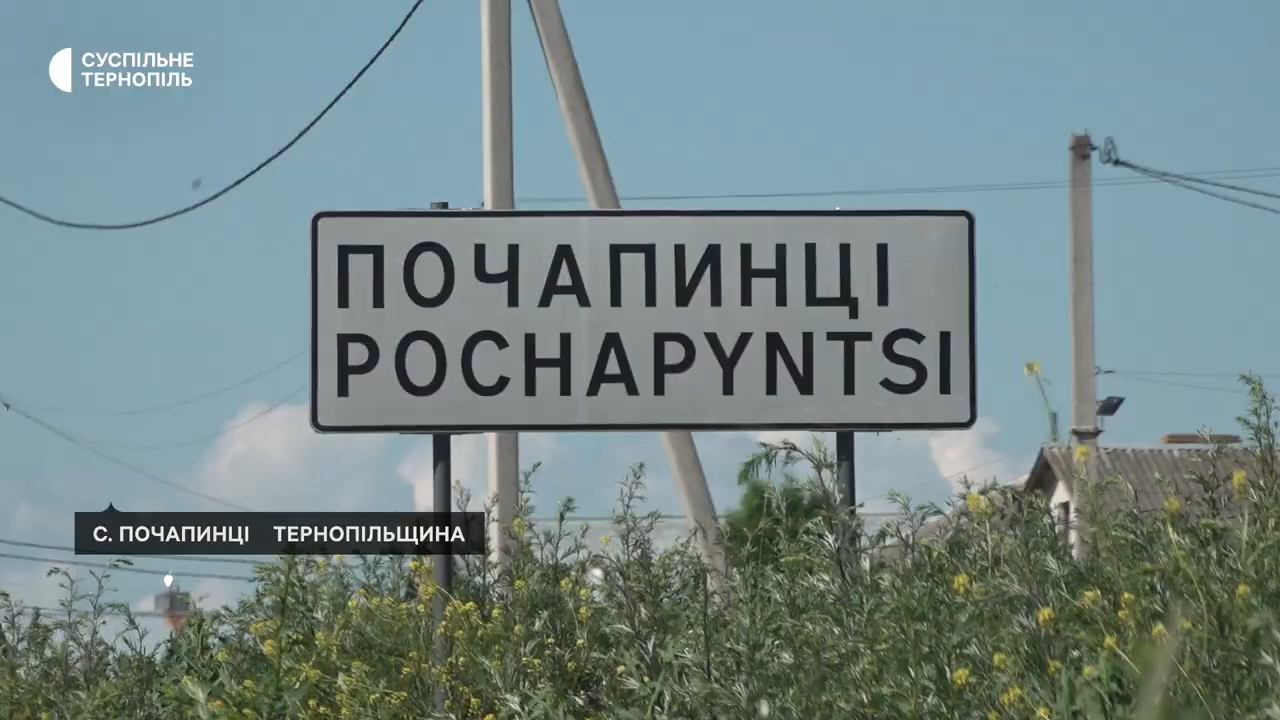 СУСПІЛЬНЕ
ТЕРНОПІЛЬ
ПОЧАПИНЦІ
POCHAPYNTSI
С. ПОЧАПИНЦІ ТЕРНОПІЛЬЩИНА